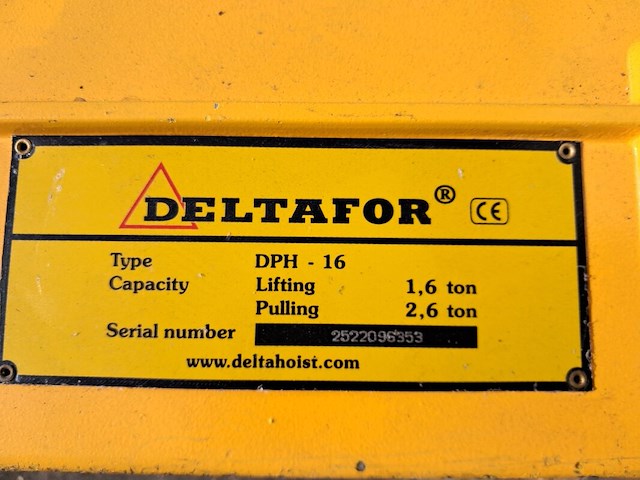 DELTAFOR® CE
Type DPH - 16
Capacity Lifting 1,6 ton
Pulling 2,6 ton
Serial number 2522096353
www.deltahoist.com